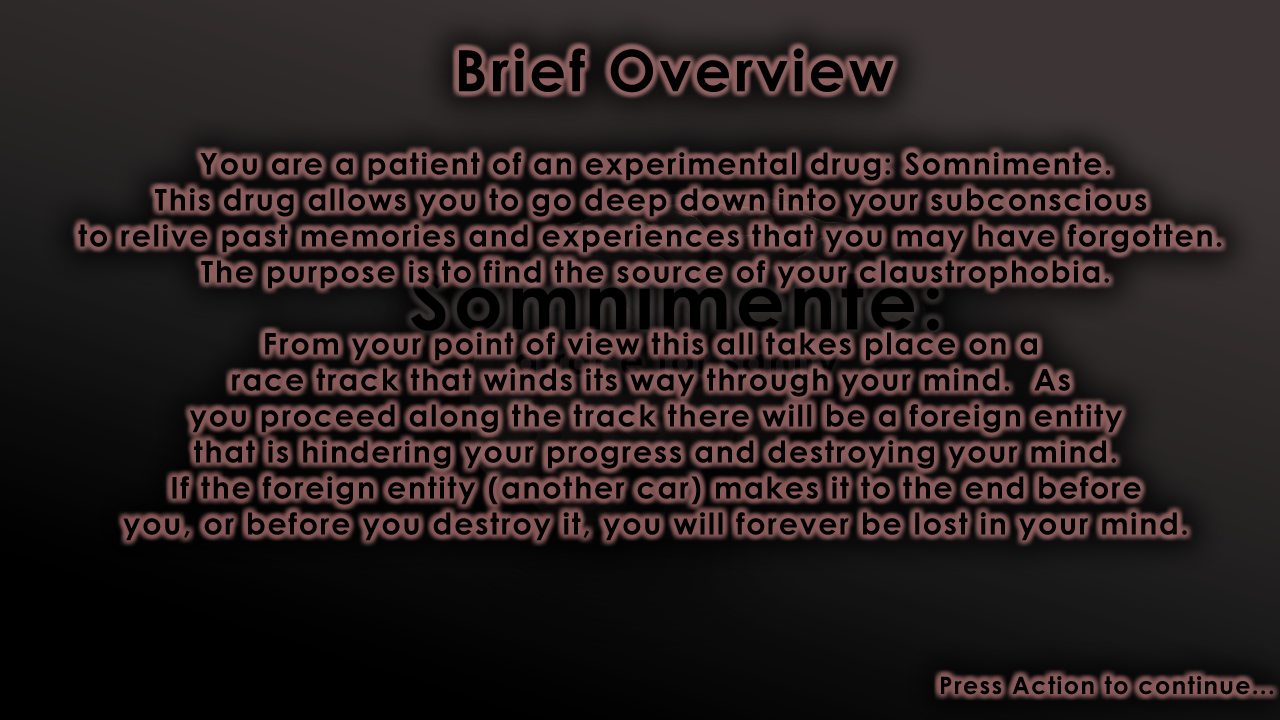 Brief Overview
You are a patient of an experimental drug: Somnimente.
This drug allows you to go deep down into your subconscious
to relive past memories and experiences that you may have forgotten.
The purpose is to find the source of your claustrophobia.
Somnimente:
From your point of view this all takes place on a
race track that winds its way through your mind.  As
you proceed along the track there will be a foreign entity
that is hindering your progress and destroying your mind.
If the foreign entity (another car) makes it to the end before
you, or before you destroy it, you will forever be lost in your mind.
Press Action to continue...